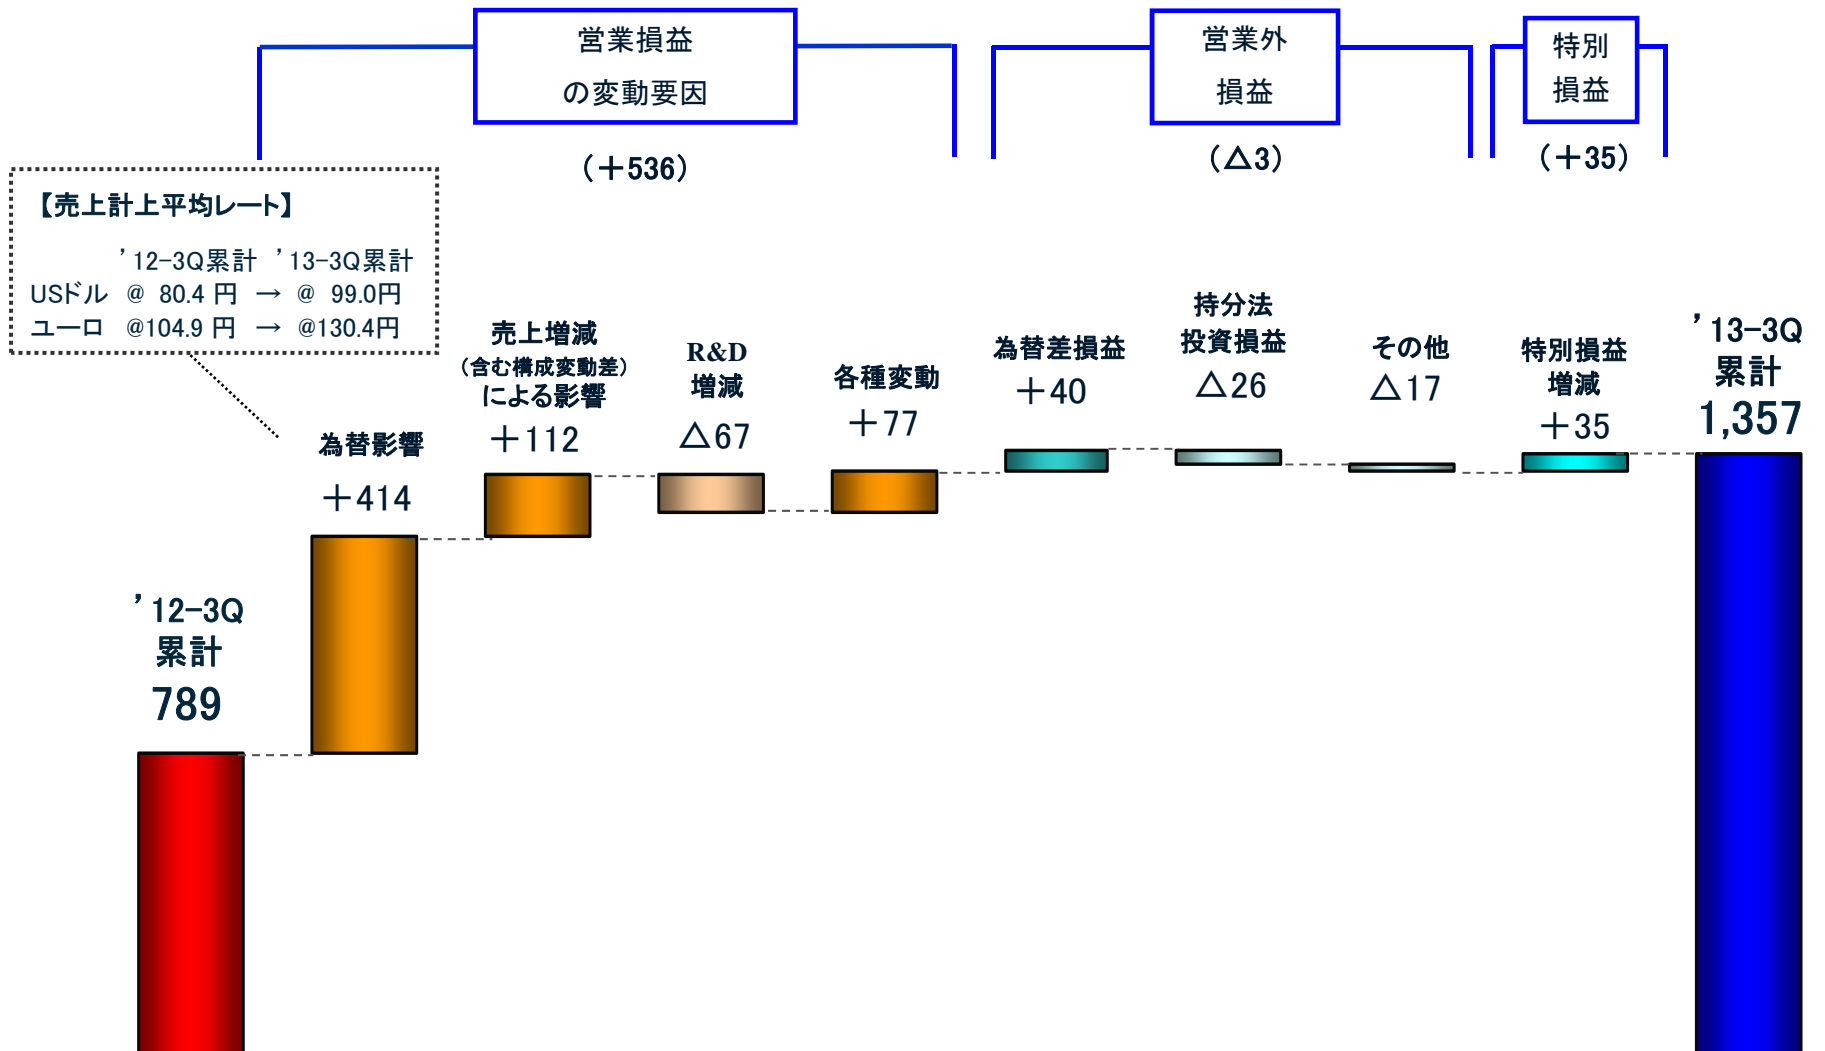 営業損益
の変動要因
(+536)
営業外
損益
(△3)
特別
損益
(+35)
【売上計上平均レート】
’12-3Q累計 ’13-3Q累計
USドル @ 80.4 円 → @ 99.0円
ユーロ @104.9 円 → @130.4円
’12-3Q
累計
789
為替影響
+414
売上増減
(含む構成変動差)
による影響
+112
R&D
増減
△67
各種変動
+77
為替差損益
+40
持分法
投資損益
△26
その他
△17
特別損益
増減
+35
’13-3Q
累計
1,357